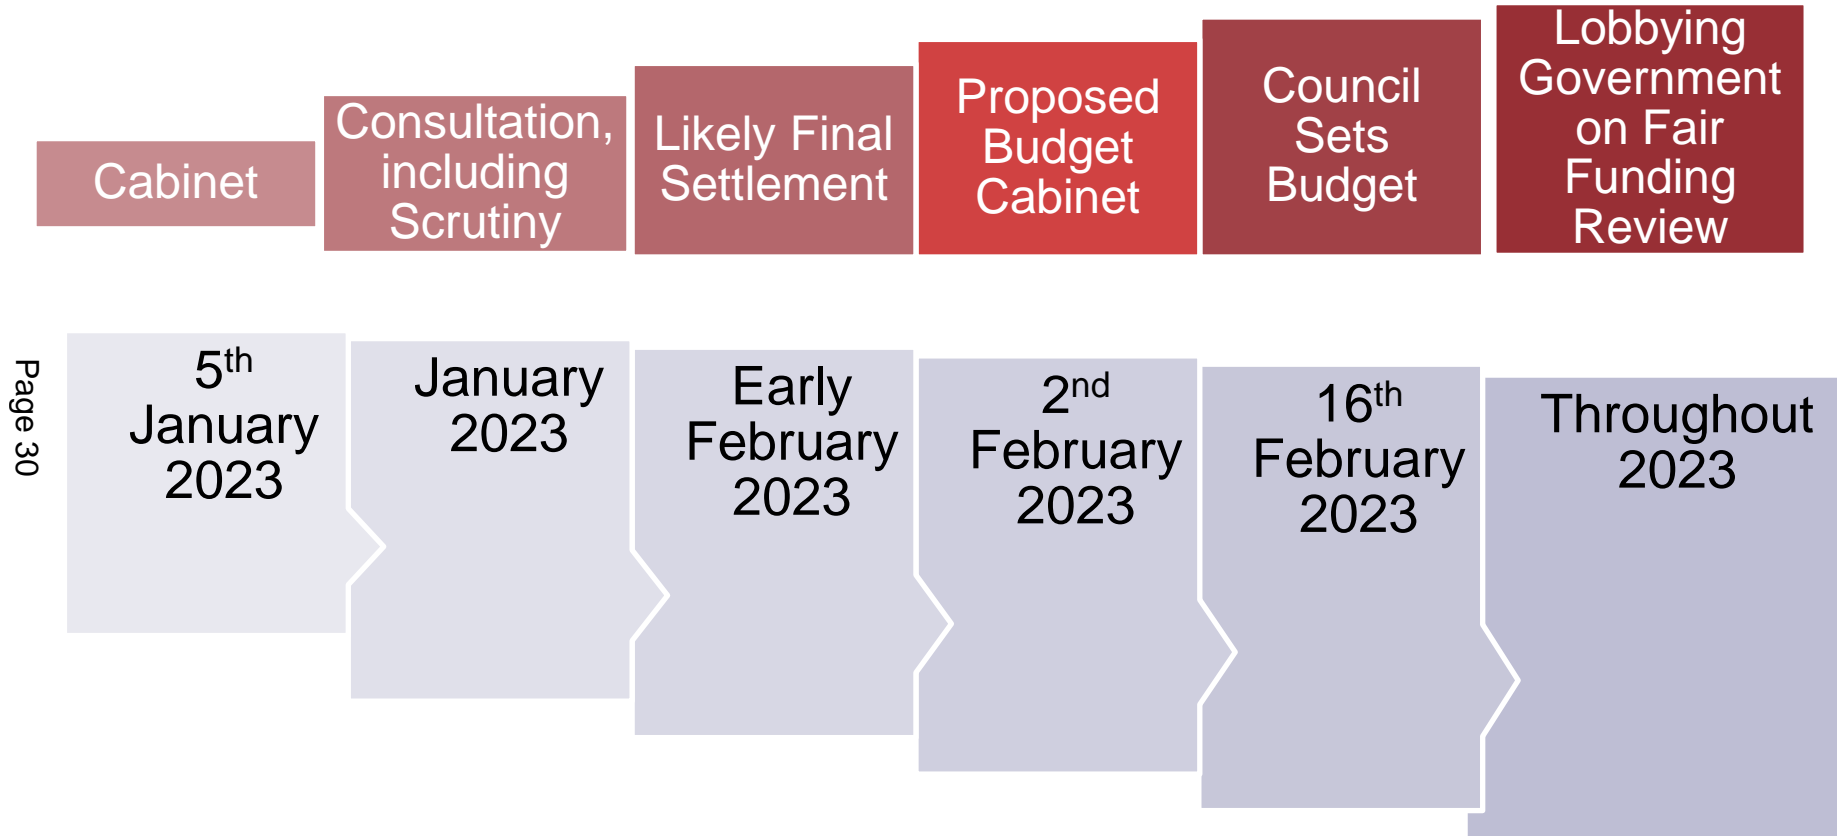 Cabinet
Consultation,
including
Scrutiny
Likely Final
Settlement
Proposed
Budget
Cabinet
Council
Sets
Budget
Lobbying
Government
on Fair
Funding
Review
5th
January
2023
January
2023
Early
February
2023
2nd
February
2023
16th
February
2023
Throughout
2023
Page 30